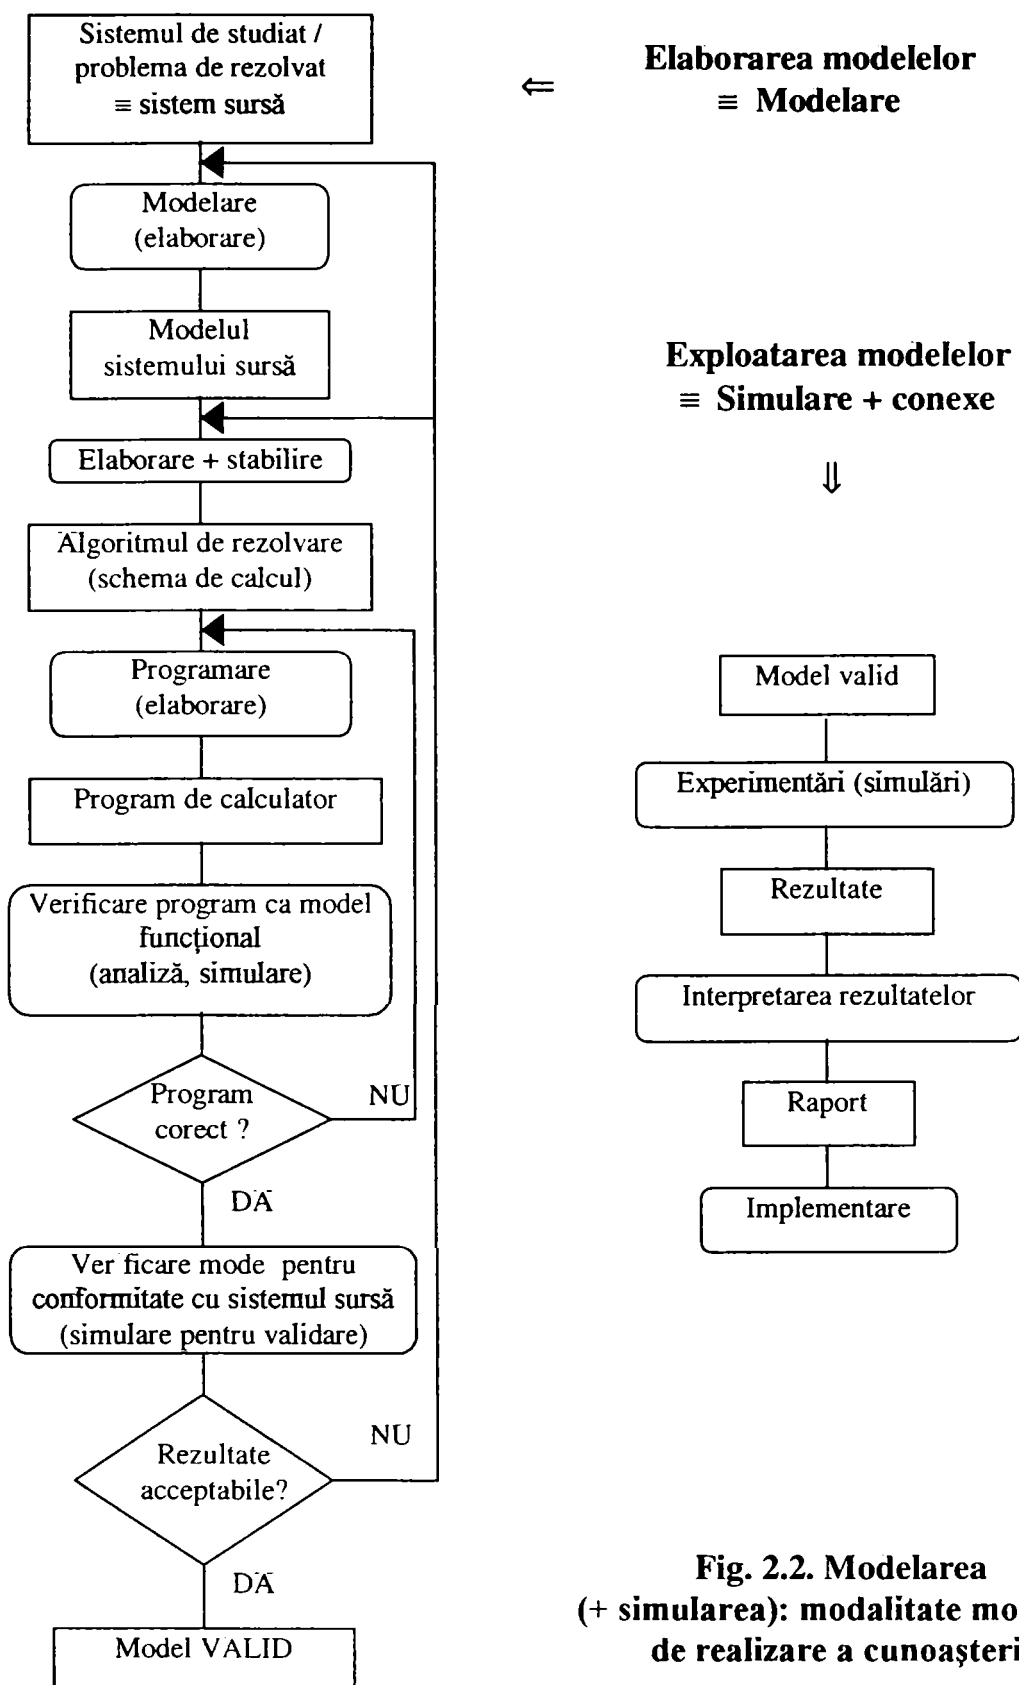 Sistemul de studiat /
problema de rezolvat
≡ sistem sursă
Modelare
(elaborare)
Modelul
sistemului sursă
Elaborare + stabilire
Algoritmul de rezolvare
(schema de calcul)
Programare
(elaborare)
Program de calculator
Verificare program ca model
funcţional
(analiză, simulare)
Program
corect ?
NU
DA
Ver ficare mode pentru
conformitate cu sistemul sursă
(simulare pentru validare)
Rezultate
acceptabile?
NU
DA
Model VALID
⇐
Elaborarea modelelor
≡ Modelare
Exploatarea modelelor
≡ Simulare + conexe
⇓
Model valid
Experimentări (simulări)
Rezultate
Interpretarea rezultatelor
Raport
Implementare
Fig. 2.2. Modelarea
(+ simularea): modalitate mo
de realizare a cunoaşteri